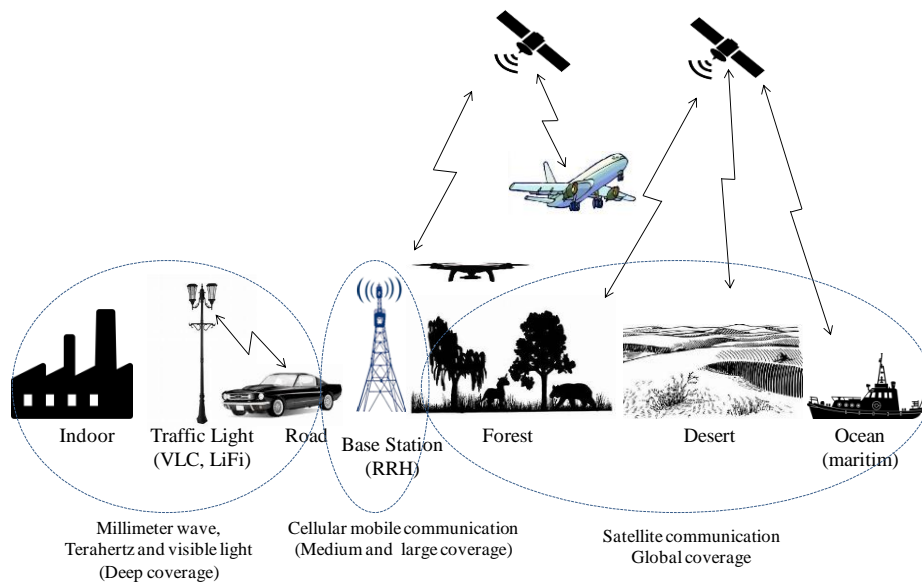 Indoor
Traffic Light
(VLC, LiFi)
Road
Base Station
(RRH)
Forest
Desert
Ocean
(maritim)
Millimeter wave,
Terahertz and visible light
(Deep coverage)
Cellular mobile communication
(Medium and large coverage)
Satellite communication
Global coverage